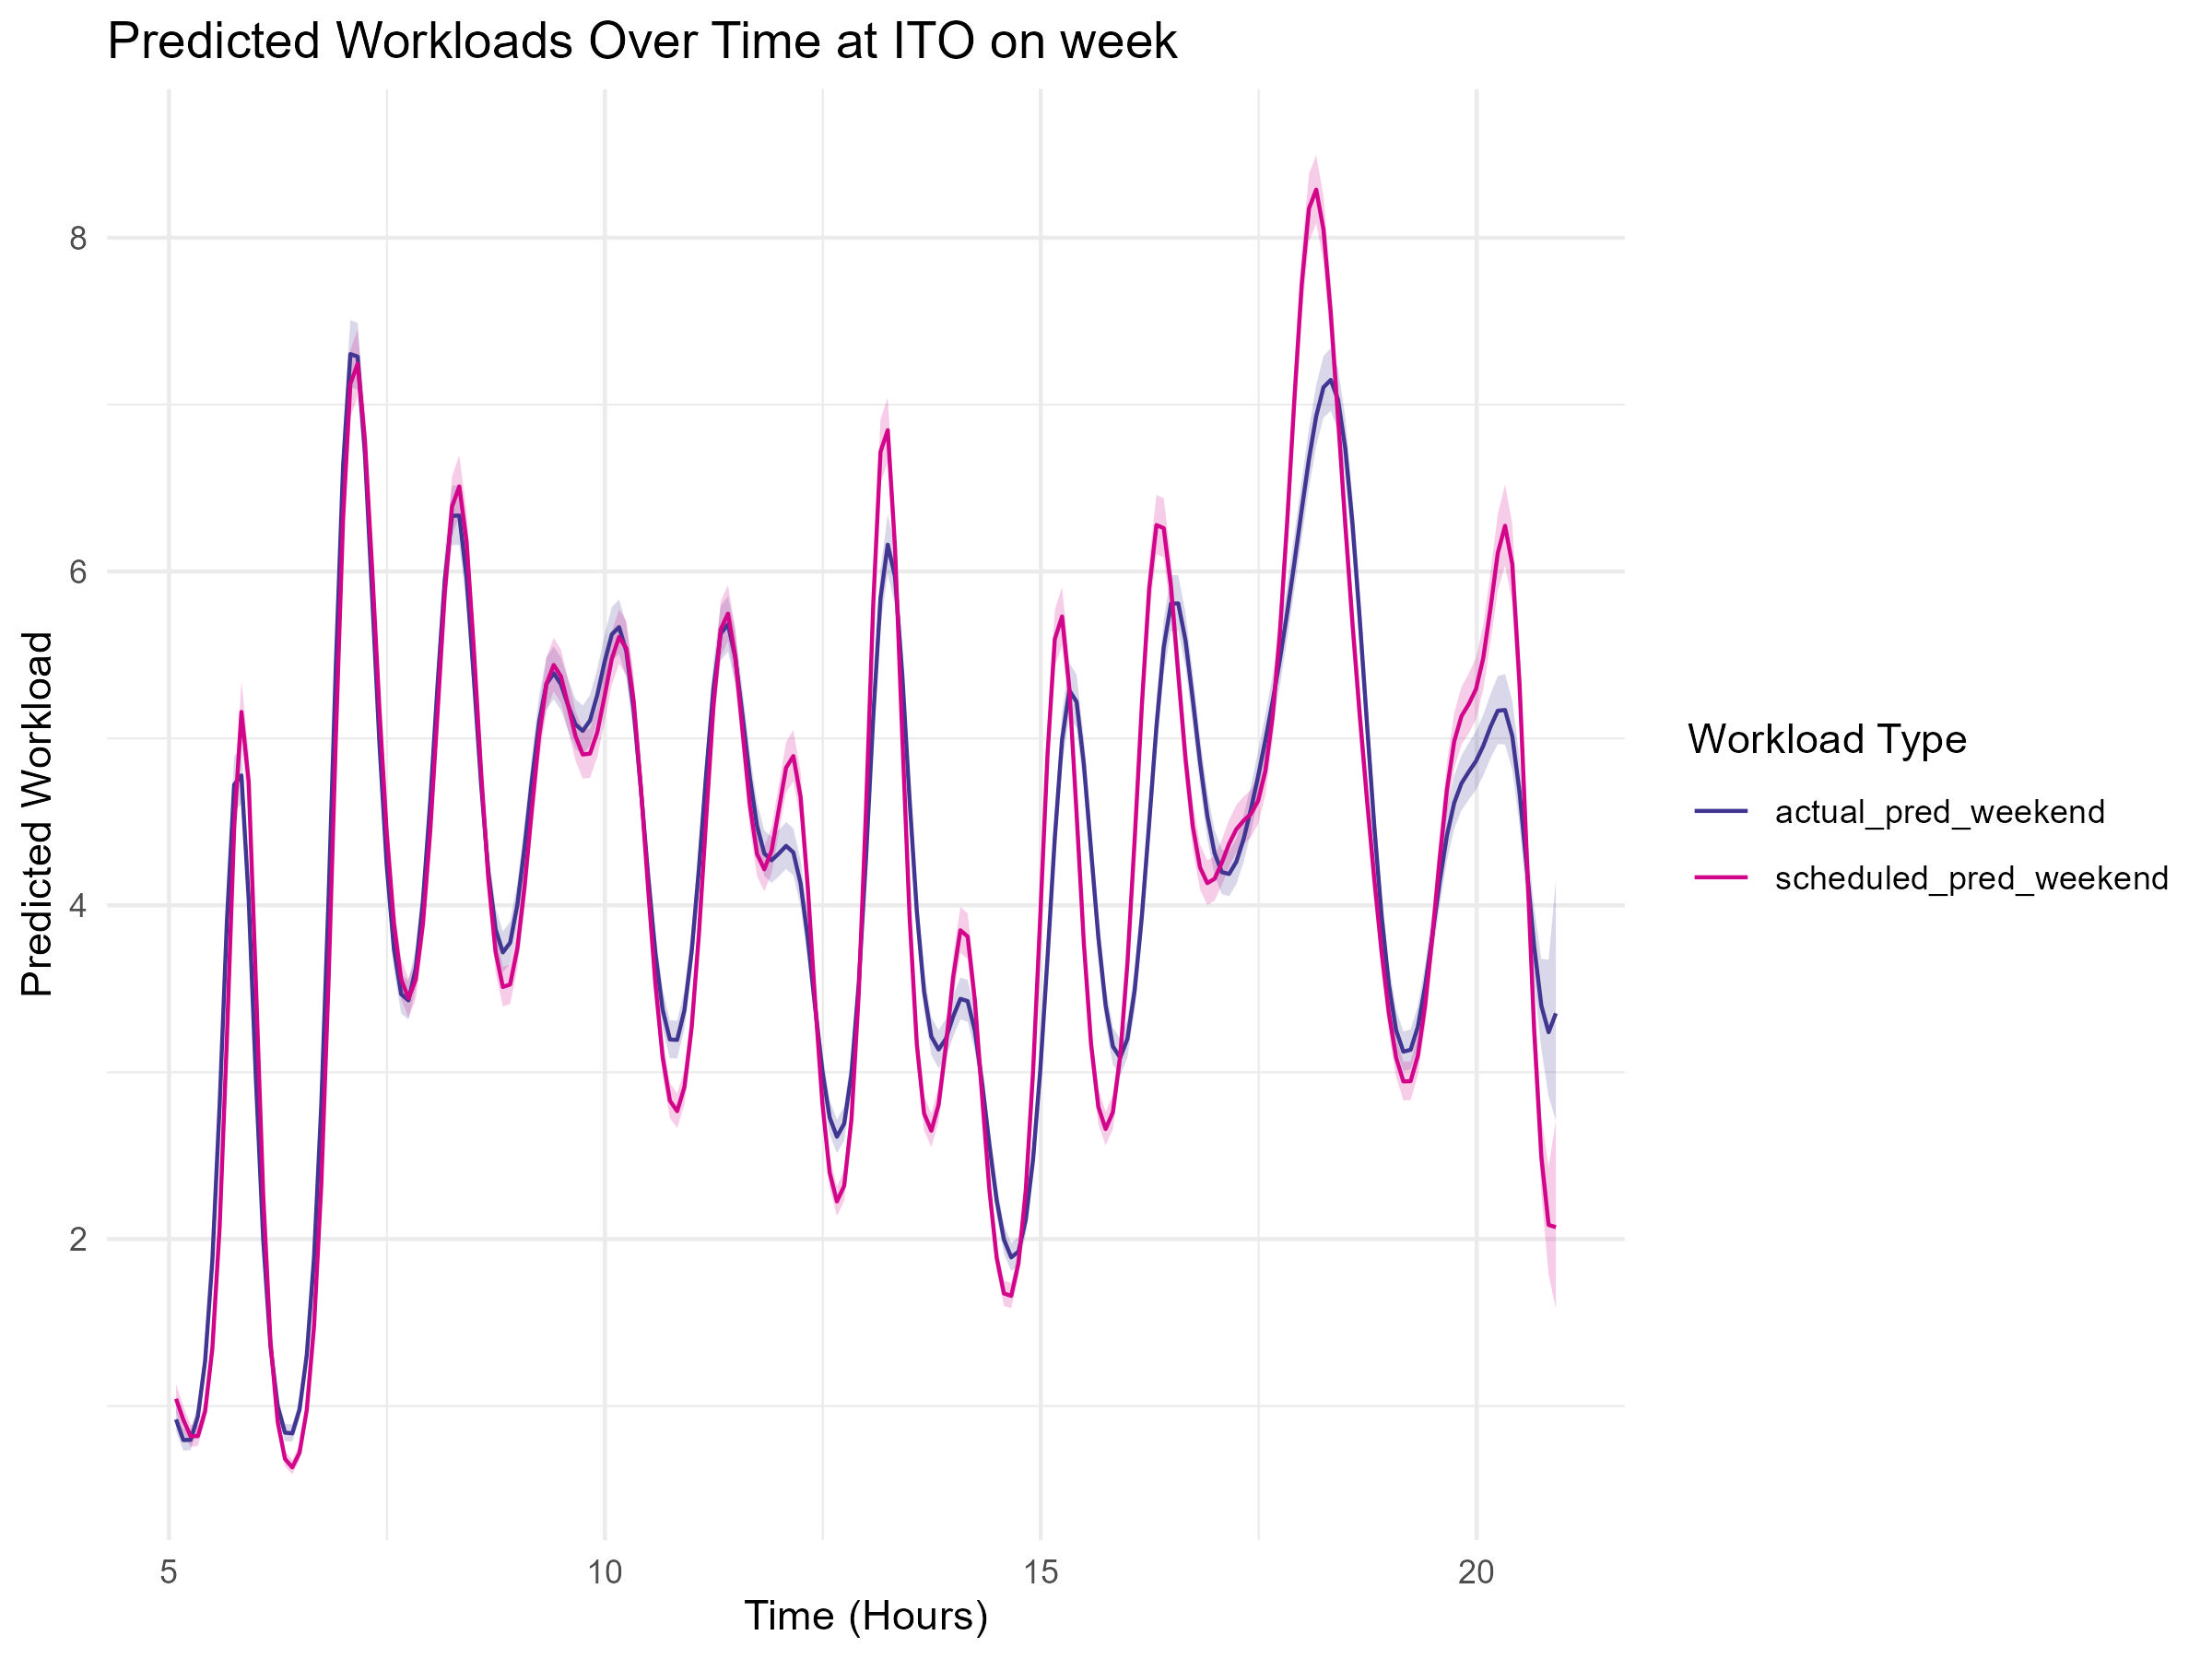 Predicted Workloads Over Time at ITO on week
Predicted Workload
8
6
4
2
5 10 15 20
Time (Hours)
Workload Type
actual_pred_weekend
scheduled_pred_weekend